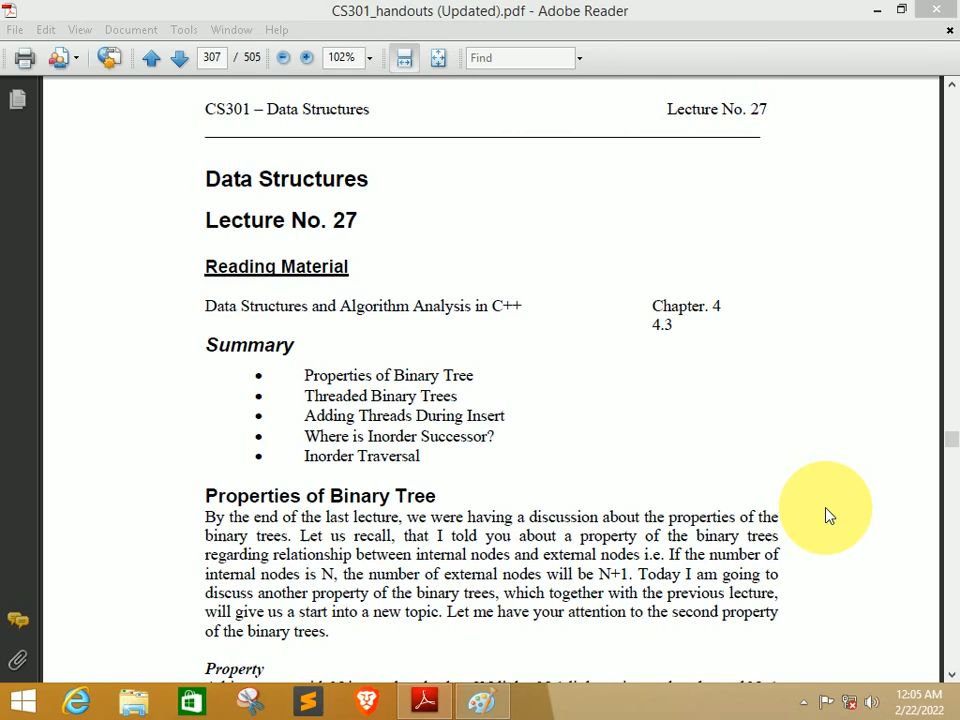 CS301_handouts (Updated).pdf - Adobe Reader
File Edit View Document Tools Window Help
307 / 505 102% Find
CS301 – Data Structures Lecture No. 27
Data Structures
Lecture No. 27
Reading Material
Data Structures and Algorithm Analysis in C++ Chapter. 4
4.3
Summary
• Properties of Binary Tree
• Threaded Binary Trees
• Adding Threads During Insert
• Where is Inorder Successor?
• Inorder Traversal
Properties of Binary Tree
By the end of the last lecture, we were having a discussion about the properties of the
binary trees. Let us recall, that I told you about a property of the binary trees
regarding relationship between internal nodes and external nodes i.e. If the number of
internal nodes is N, the number of external nodes will be N+1. Today I am going to
discuss another property of the binary trees, which together with the previous lecture,
will give us a start into a new topic. Let me have your attention to the second property
of the binary trees.
Property
12:05 AM
2/22/2022